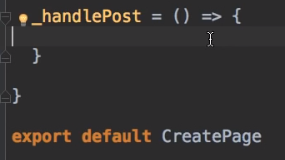 _handlePost = () => {
}
}
export default CreatePage